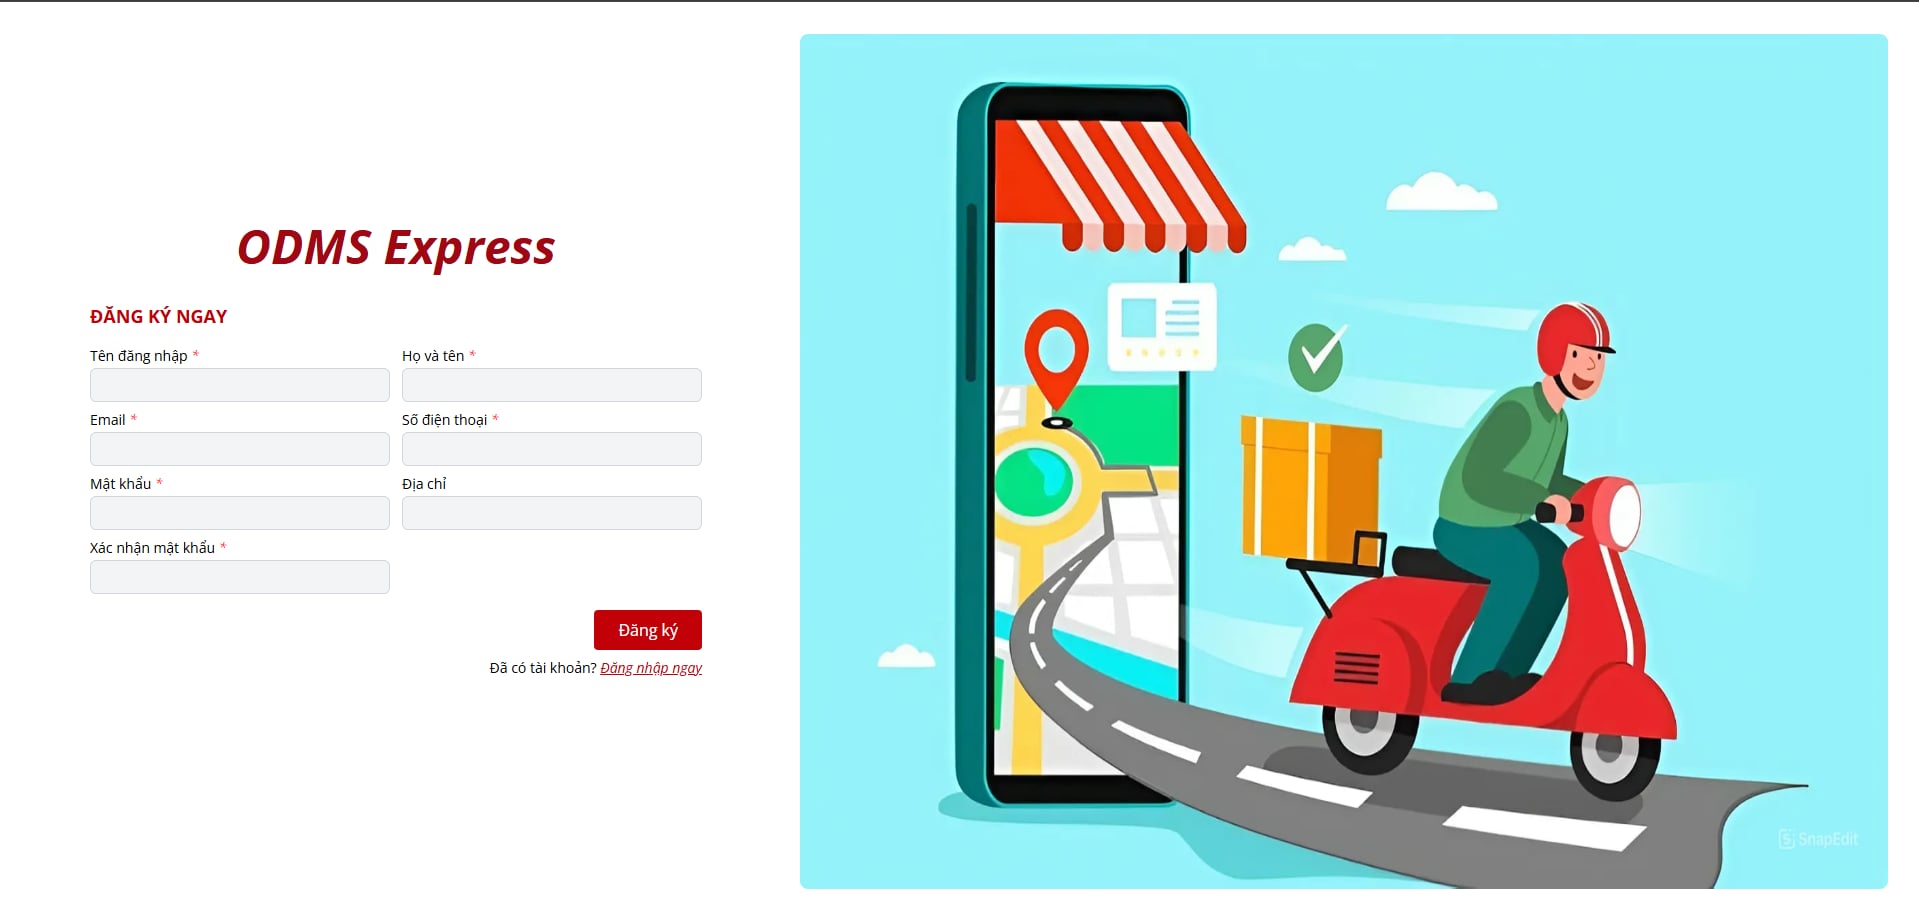 ODMS Express
ĐĂNG KÝ NGAY
Tên đăng nhập *
Họ và tên *
Email *
Số điện thoại *
Mật khẩu *
Địa chỉ
Xác nhận mật khẩu *
Đăng ký
Đã có tài khoản? Đăng nhập ngay
SnapEdit